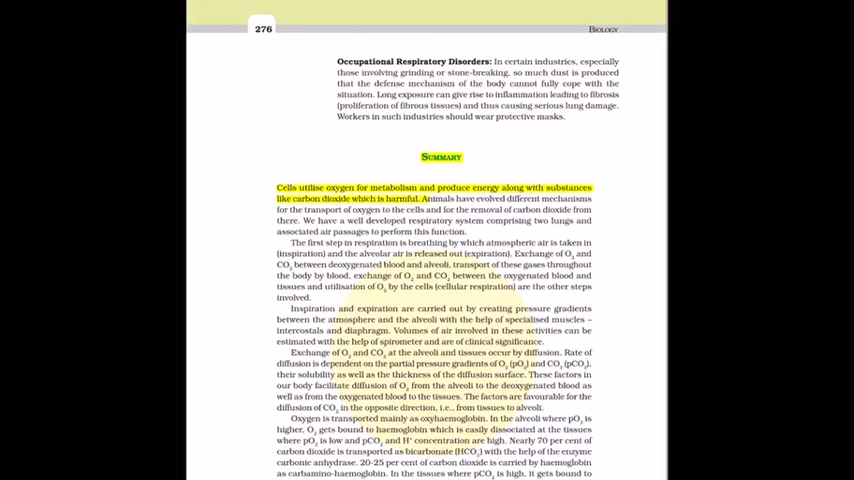 276
BIOLOGY
Occupational Respiratory Disorders: In certain industries, especially
those involving grinding or stone-breaking, so much dust is produced
that the defense mechanism of the body cannot fully cope with the
situation. Long exposure can give rise to inflammation leading to fibrosis
(proliferation of fibrous tissues) and thus causing serious lung damage.
Workers in such industries should wear protective masks.
SUMMARY
Cells utilise oxygen for metabolism and produce energy along with substances
like carbon dioxide which is harmful. Animals have evolved different mechanisms
for the transport of oxygen to the cells and for the removal of carbon dioxide from
there. We have a well developed respiratory system comprising two lungs and
associated air passages to perform this function.
The first step in respiration is breathing by which atmospheric air is taken in
(inspiration) and the alveolar air is released out (expiration). Exchange of O₂ and
CO₂ between deoxygenated blood and alveoli, transport of these gases throughout
the body by blood, exchange of O₂ and CO₂ between the oxygenated blood and
tissues and utilisation of O₂ by the cells (cellular respiration) are the other steps
involved.
Inspiration and expiration are carried out by creating pressure gradients
between the atmosphere and the alveoli with the help of specialised muscles –
intercostals and diaphragm. Volumes of air involved in these activities can be
estimated with the help of spirometer and are of clinical significance.
Exchange of O₂ and CO₂ at the alveoli and tissues occur by diffusion. Rate of
diffusion is dependent on the partial pressure gradients of O₂ (pO₂) and CO₂ (pCO₂),
their solubility as well as the thickness of the diffusion surface. These factors in
our body facilitate diffusion of O₂ from the alveoli to the deoxygenated blood as
well as from the oxygenated blood to the tissues. The factors are favourable for the
diffusion of CO₂ in the opposite direction, i.e., from tissues to alveoli.
Oxygen is transported mainly as oxyhaemoglobin. In the alveoli where pO₂ is
higher, O₂ gets bound to haemoglobin which is easily dissociated at the tissues
where pO₂ is low and pCO₂ and H⁺ concentration are high. Nearly 70 per cent of
carbon dioxide is transported as bicarbonate (HCO₃⁻) with the help of the enzyme
carbonic anhydrase. 20-25 per cent of carbon dioxide is carried by haemoglobin
as carbamino-haemoglobin. In the tissues where pCO₂ is high, it gets bound to